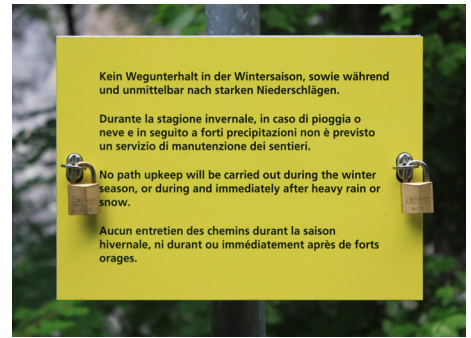 Kein Wegunterhalt in der Wintersaison, sowie während
und unmittelbar nach starken Niederschlägen.
Durante la stagione invernale, in caso di pioggia o
neve e in seguito a forti precipitazioni non è previsto
un servizio di manutenzione dei sentieri.
No path upkeep will be carried out during the winter
season, or during and immediately after heavy rain or
snow.
Aucun entretien des chemins durant la saison
hivernale, ni durant ou immédiatement après de forts
orages.